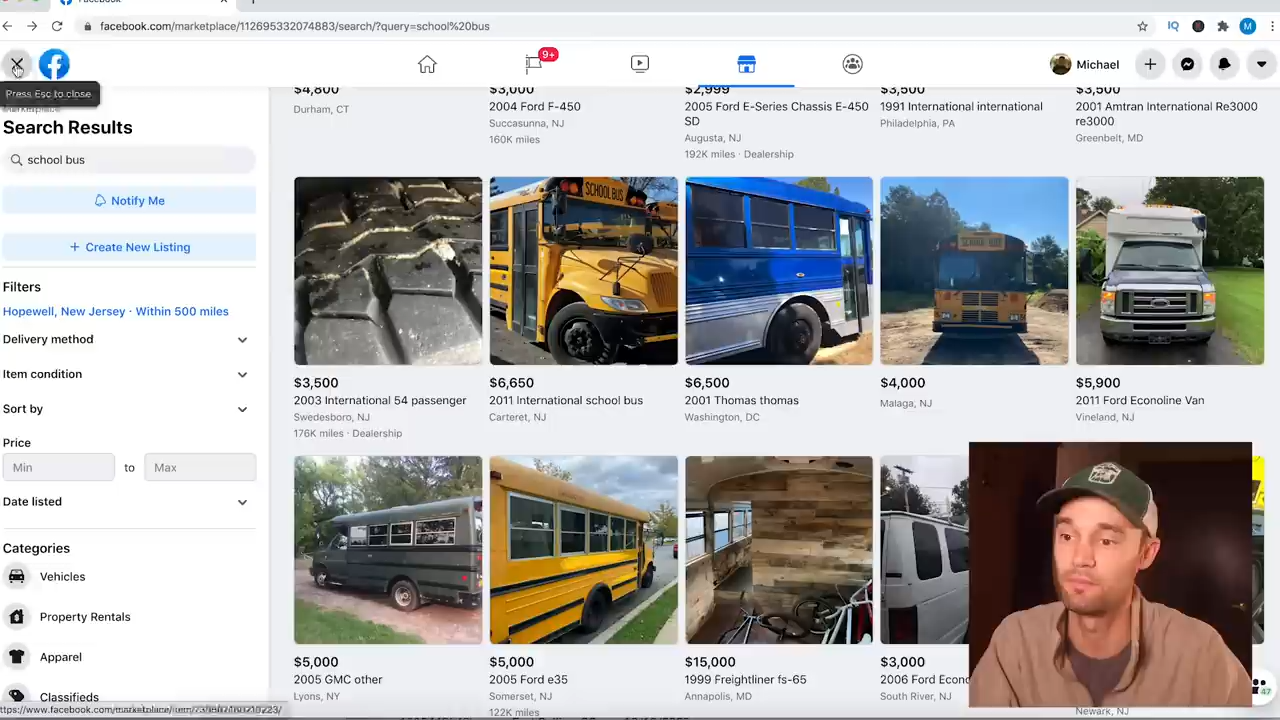 Facebook
facebook.com/marketplace/112695332074883/search/?query=school%20bus
IQ
M
9+
Michael
Press Esc to close
Marketplace
Search Results
school bus
Notify Me
+ Create New Listing
Filters
Hopewell, New Jersey · Within 500 miles
Delivery method
Item condition
Sort by
Price
Min
to
Max
Date listed
Categories
Vehicles
Property Rentals
Apparel
Classifieds
$4,800
Durham, CT
$3,000
2004 Ford F-450
Succasunna, NJ
160K miles
$2,999
2005 Ford E-Series Chassis E-450
SD
Augusta, NJ
192K miles · Dealership
$3,500
1991 International international
Philadelphia, PA
$3,500
2001 Amtran International Re3000
re3000
Greenbelt, MD
SCHOOL BUS
SCHOOL BUS
$3,500
2003 International 54 passenger
Swedesboro, NJ
176K miles · Dealership
$6,650
2011 International school bus
Carteret, NJ
$6,500
2001 Thomas thomas
Washington, DC
$4,000
Malaga, NJ
$5,900
2011 Ford Econoline Van
Vineland, NJ
$5,000
2005 GMC other
Lyons, NY
$5,000
2005 Ford e35
Somerset, NJ
122K miles
$15,000
1999 Freightliner fs-65
Annapolis, MD
$3,000
2006 Ford Econo
South River, NJ
Newark, NJ
47